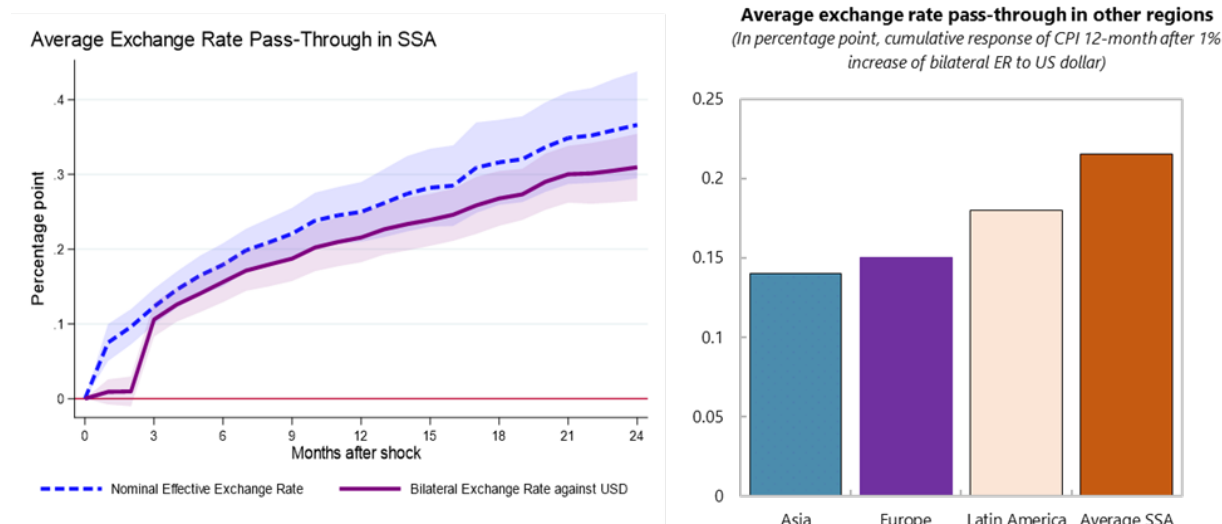 Average Exchange Rate Pass-Through in SSA
Percentage point
.4
.3
.2
.1
0
0 3 6 9 12 15 18 21 24
Months after shock
Nominal Effective Exchange Rate Bilateral Exchange Rate against USD
Average exchange rate pass-through in other regions
(In percentage point, cumulative response of CPI 12-month after 1%
increase of bilateral ER to US dollar)
0.25
0.2
0.15
0.1
0.05
0
Asia Europe Latin America Average SSA